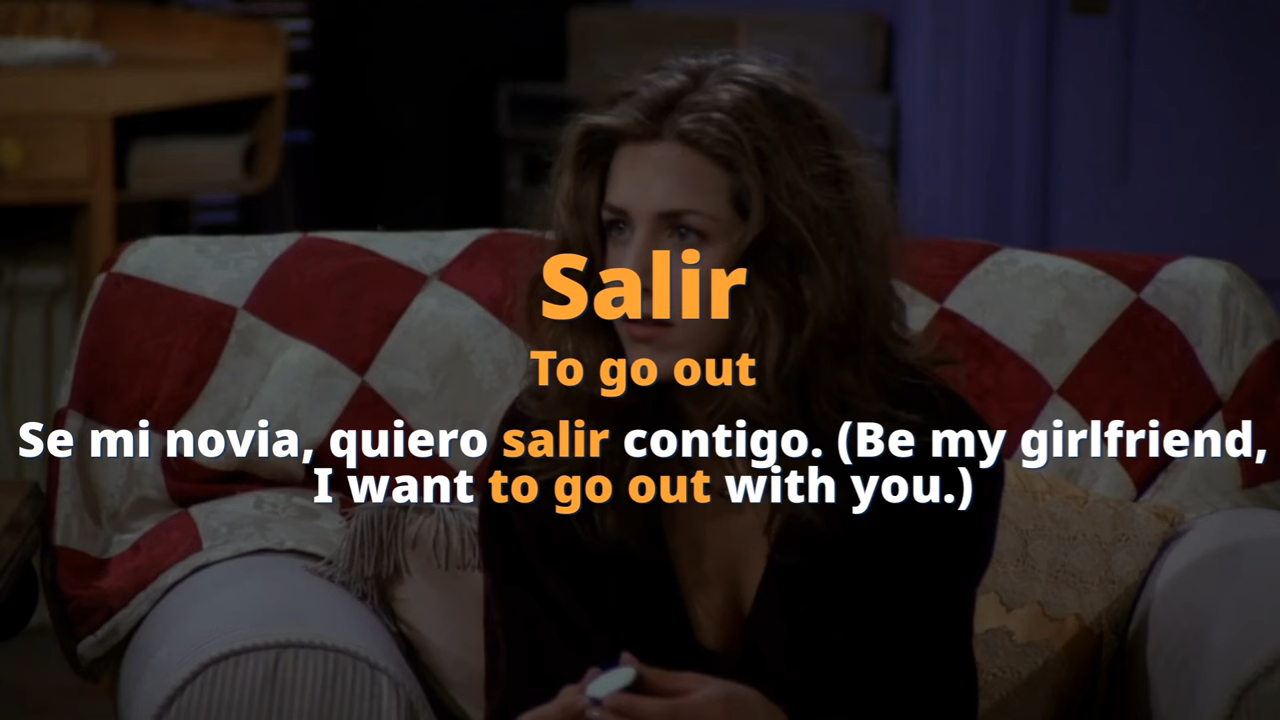 Salir
To go out
Se mi novia, quiero salir contigo. (Be my girlfriend,
I want to go out with you.)